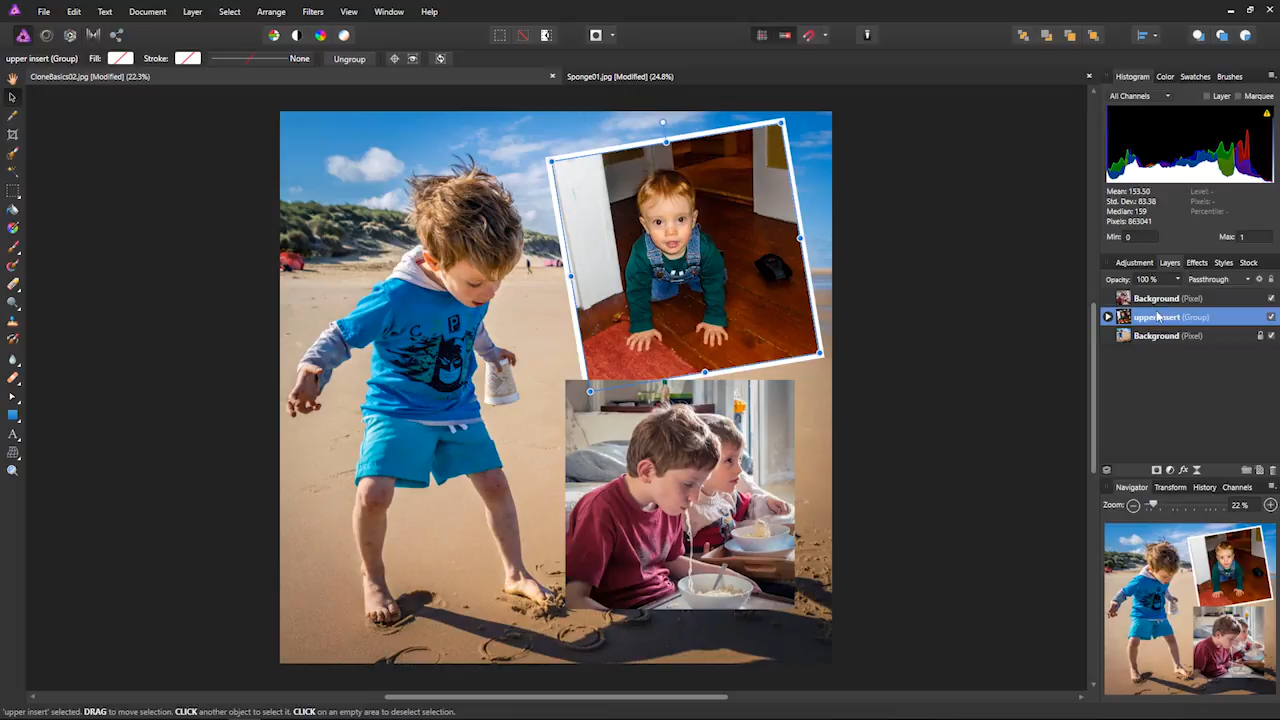 File Edit Text Document Layer Select Arrange Filters View Window Help
upper insert (Group) Fill: Stroke: None Ungroup
CloneBasics02.jpg [Modified] (22.3%) Sponge01.jpg [Modified] (24.8%)
Histogram Color Swatches Brushes
All Channels Layer Marquee
Mean: 153.50 Level: -
Std. Dev.: 83.38 Pixels: -
Median: 159 Percentile: -
Pixels: 863041
Min: 0 Max: 1
Adjustment Layers Effects Styles Stock
Opacity: 100 % Passthrough
Background (Pixel)
upper insert (Group)
Background (Pixel)
Navigator Transform History Channels
Zoom: 22 %
'upper insert' selected. DRAG to move selection. CLICK another object to select it. CLICK on an empty area to deselect selection.